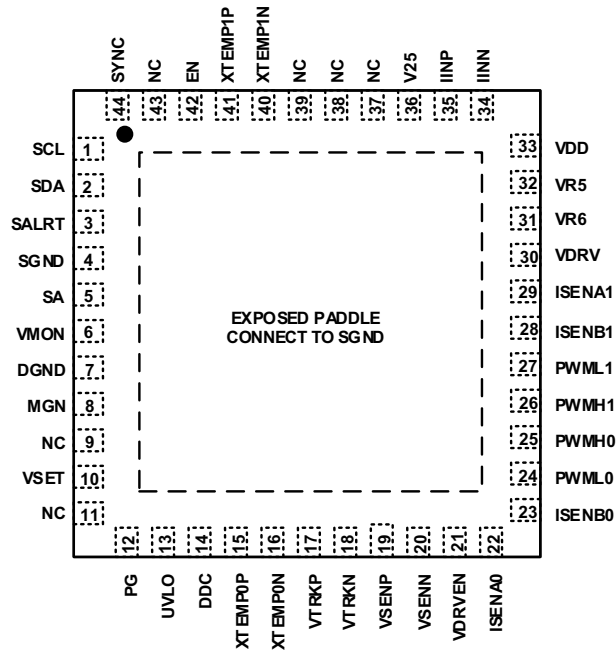 SYNC
NC
EN
XTEMP1P
XTEMP1N
NC
NC
NC
V25
IINP
IINN
44
43
42
41
40
39
38
37
36
35
34
SCL 1
SDA 2
SALRT 3
SGND 4
SA 5
VMON 6
DGND 7
MGN 8
NC 9
VSET 10
NC 11
EXPOSED PADDLE
CONNECT TO SGND
33 VDD
32 VR5
31 VR6
30 VDRV
29 ISENA1
28 ISENB1
27 PWML1
26 PWMH1
25 PWMH0
24 PWML0
23 ISENB0
12
13
14
15
16
17
18
19
20
21
22
PG
UVLO
DDC
XTEMP0P
XTEMP0N
VTRKP
VTRKN
VSENP
VSENN
VDRVEN
ISENA0